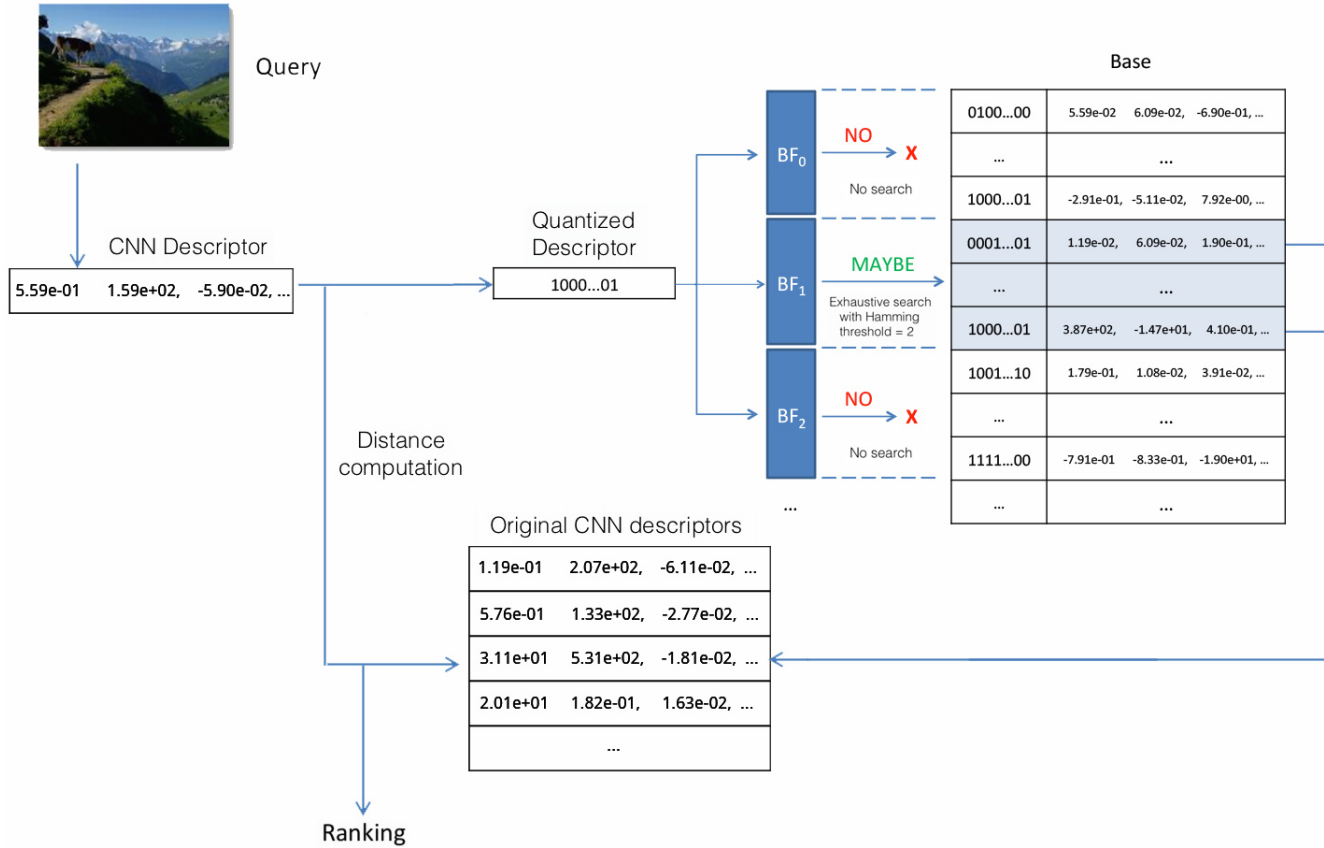 Query
CNN Descriptor
5.59e-01 1.59e+02, -5.90e-02, ...
Quantized
Descriptor
1000...01
BF0
NO
X
No search
BF1
MAYBE
Exhaustive search
with Hamming
threshold = 2
BF2
NO
X
No search
...
Base
0100...00 5.59e-02 6.09e-02, -6.90e-01, ...
... ...
1000...01 -2.91e-01, -5.11e-02, 7.92e-00, ...
0001...01 1.19e-02, 6.09e-02, 1.90e-01, ...
... ...
1000...01 3.87e+02, -1.47e+01, 4.10e-01, ...
1001...10 1.79e-01, 1.08e-02, 3.91e-02, ...
... ...
1111...00 -7.91e-01 -8.33e-01, -1.90e+01, ...
... ...
Distance
computation
Original CNN descriptors
1.19e-01 2.07e+02, -6.11e-02, ...
5.76e-01 1.33e+02, -2.77e-02, ...
3.11e+01 5.31e+02, -1.81e-02, ...
2.01e+01 1.82e-01, 1.63e-02, ...
...
Ranking